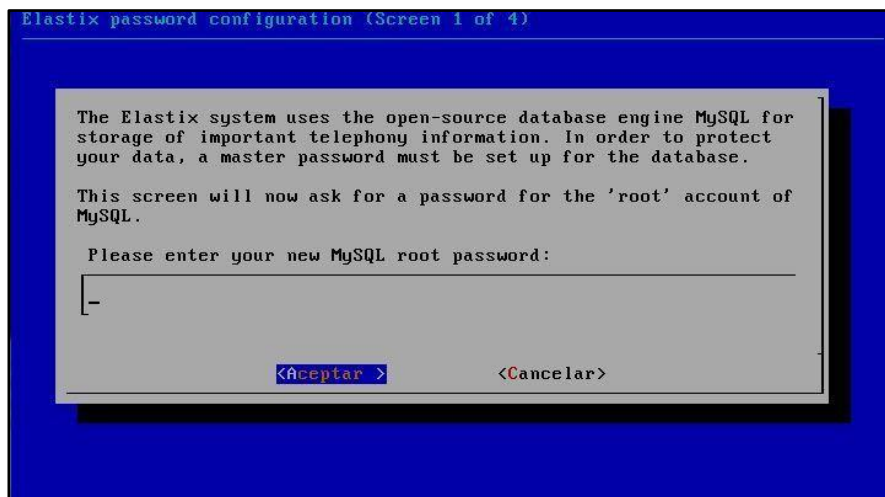 Elastix password configuration (Screen 1 of 4)
The Elastix system uses the open-source database engine MySQL for
storage of important telephony information. In order to protect
your data, a master password must be set up for the database.
This screen will now ask for a password for the 'root' account of
MySQL.
Please enter your new MySQL root password:
<Aceptar > <Cancelar>